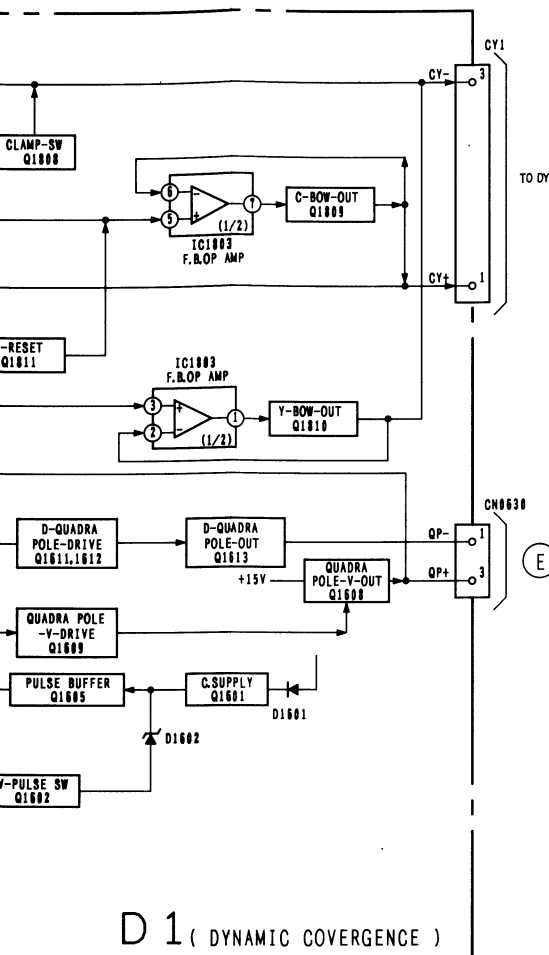 CY1
CY-
3
CLAMP-SW
Q1808
TO DY
6
5
7
(1/2)
IC1803
F.B.OP AMP
C-BOW-OUT
Q1809
CY+
1
-RESET
Q1811
IC1803
F.B.OP AMP
3
2
1
(1/2)
Y-BOW-OUT
Q1810
CN0630
D-QUADRA
POLE-DRIVE
Q1611,1612
D-QUADRA
POLE-OUT
Q1613
QP-
1
E
+15V
QUADRA
POLE-V-OUT
Q1608
QP+
3
QUADRA POLE
-V-DRIVE
Q1609
PULSE BUFFER
Q1605
C.SUPPLY
Q1601
D1601
D1602
V-PULSE SW
Q1602
D1 ( DYNAMIC COVERGENCE )